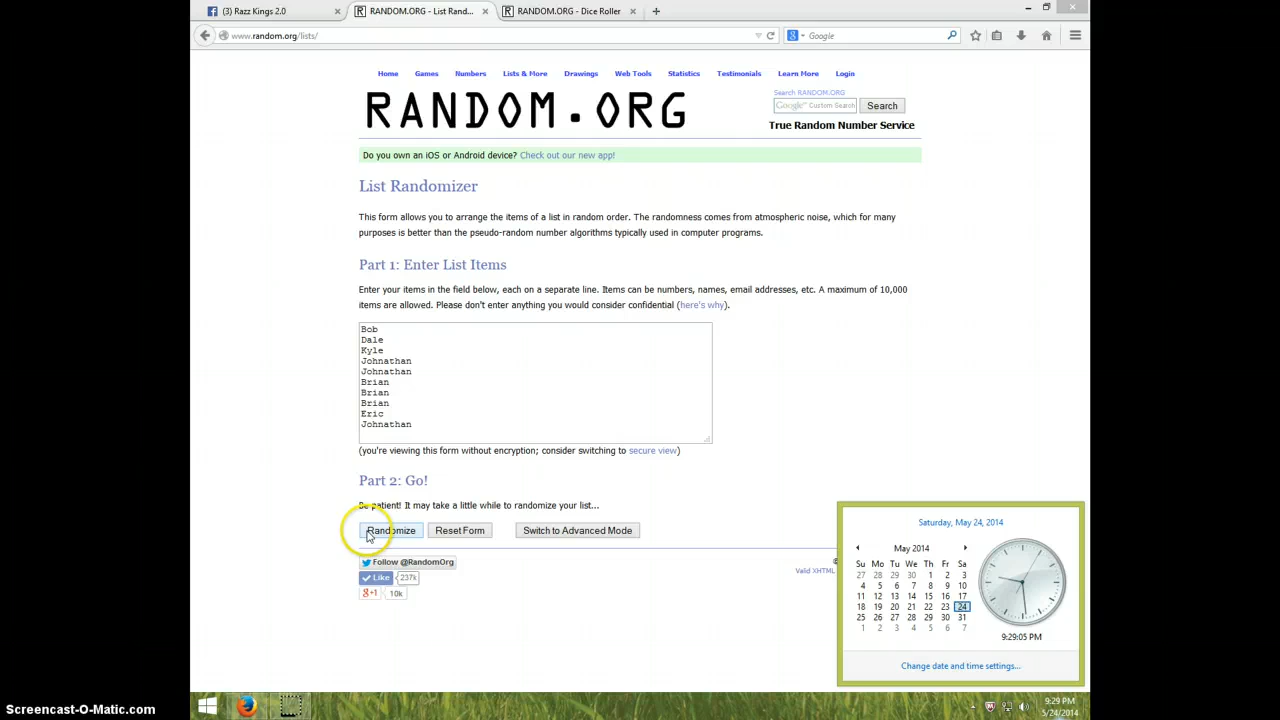 (3) Razz Kings 2.0
RANDOM.ORG - List Rand...
RANDOM.ORG - Dice Roller
www.random.org/lists/
Google
Home Games Numbers Lists & More Drawings Web Tools Statistics Testimonials Learn More Login
RANDOM.ORG
Search RANDOM.ORG
Google™ Custom Search
Search
True Random Number Service
Do you own an iOS or Android device? Check out our new app!
List Randomizer
This form allows you to arrange the items of a list in random order. The randomness comes from atmospheric noise, which for many
purposes is better than the pseudo-random number algorithms typically used in computer programs.
Part 1: Enter List Items
Enter your items in the field below, each on a separate line. Items can be numbers, names, email addresses, etc. A maximum of 10,000
items are allowed. Please don't enter anything you would consider confidential (here's why).
Bob
Dale
Kyle
Johnathan
Johnathan
Brian
Brian
Brian
Eric
Johnathan
(you're viewing this form without encryption; consider switching to secure view)
Part 2: Go!
Be patient! It may take a little while to randomize your list...
Randomize Reset Form Switch to Advanced Mode
Follow @RandomOrg
Like 237k
g+1 10k
Valid XHTML
Saturday, May 24, 2014
May 2014
Su Mo Tu We Th Fr Sa
27 28 29 30 1 2 3
4 5 6 7 8 9 10
11 12 13 14 15 16 17
18 19 20 21 22 23 24
25 26 27 28 29 30 31
1 2 3 4 5 6 7
9:29:05 PM
Change date and time settings...
9:29 PM
5/24/2014
Screencast-O-Matic.com